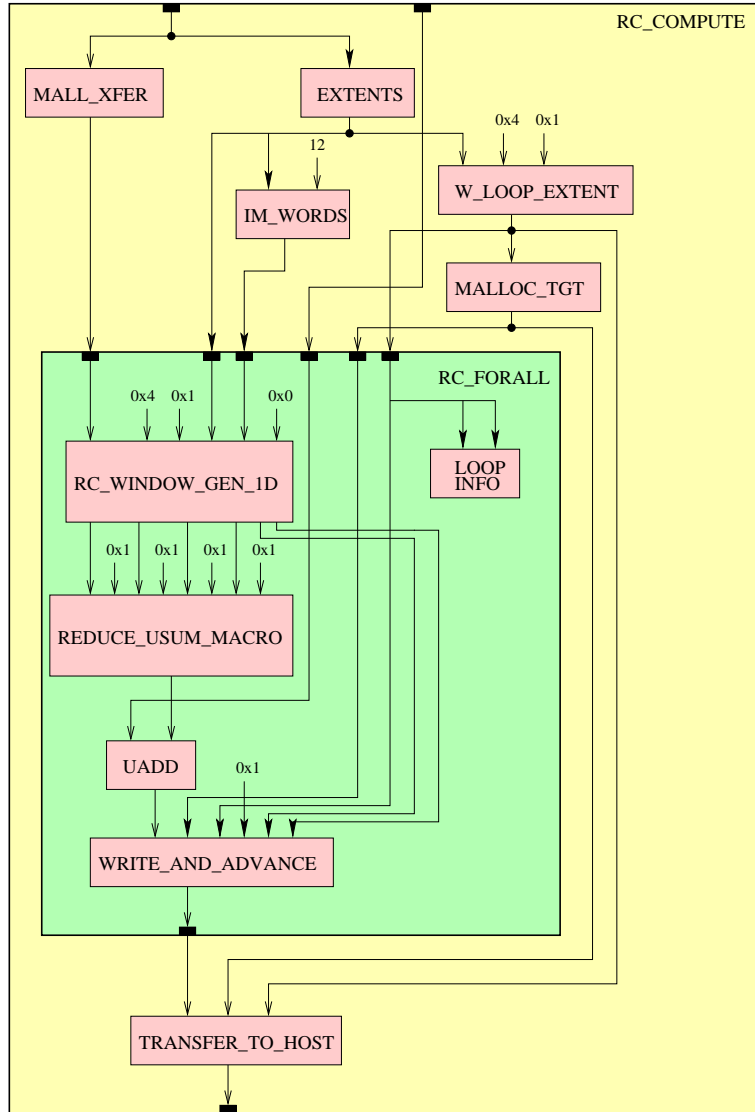 RC_COMPUTE
MALL_XFER
EXTENTS
0x4
0x1
12
W_LOOP_EXTENT
IM_WORDS
MALLOC_TGT
RC_FORALL
0x4
0x1
0x0
RC_WINDOW_GEN_1D
LOOP
INFO
0x1
0x1
0x1
0x1
REDUCE_USUM_MACRO
UADD
0x1
WRITE_AND_ADVANCE
TRANSFER_TO_HOST